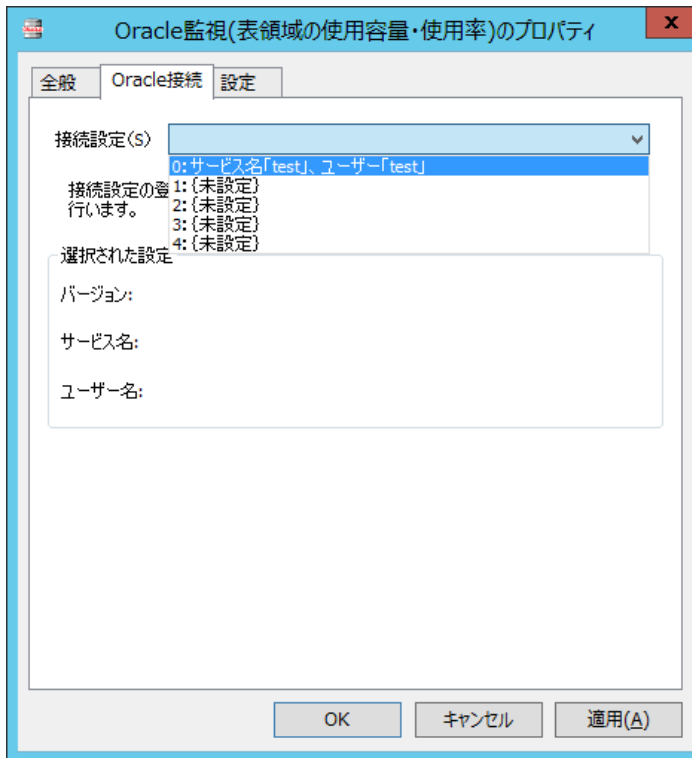 Oracle監視(表領域の使用容量・使用率)のプロパティ
x
全般
Oracle接続
設定
接続設定(S)
0:サービス名「test」、ユーザー「test」
接続設定の登
1:{未設定}
行います。
2:{未設定}
3:{未設定}
4:{未設定}
選択された設定
バージョン:
サービス名:
ユーザー名:
OK
キャンセル
適用(A)